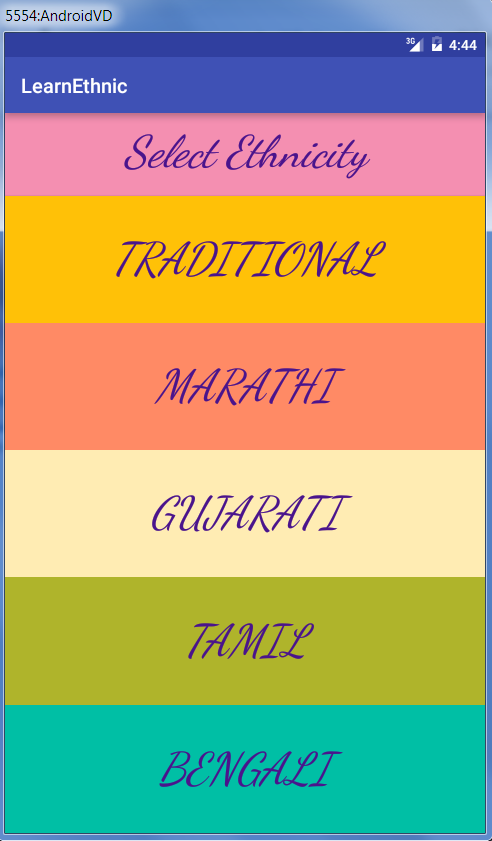 5554:AndroidVD
3G 4:44
LearnEthnic
Select Ethnicity
TRADITIONAL
MARATHI
GUJARATI
TAMIL
BENGALI